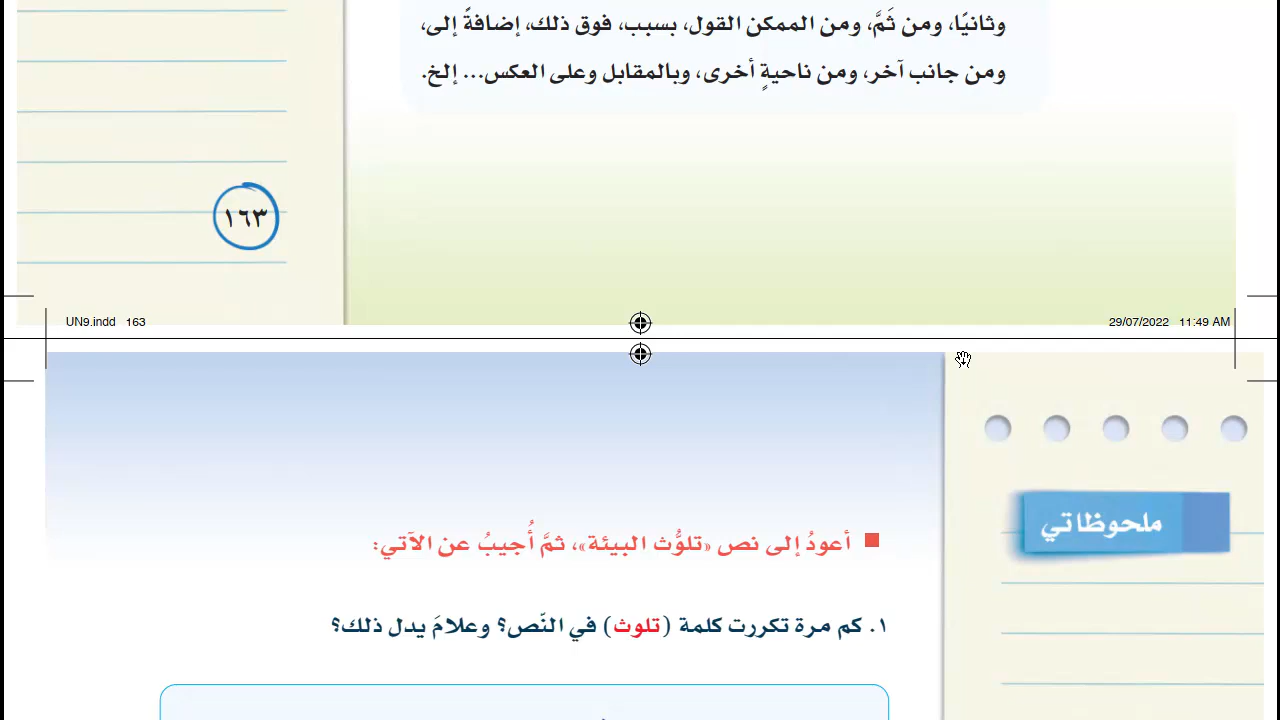 وثانيًا، ومن ثَمَّ، ومن الممكن القول، بسبب، فوق ذلك، إضافةً إلى،
ومن جانب آخر، ومن ناحيةٍ أخرى، وبالمقابل وعلى العكس... إلخ.
١٦٣
UN9.indd 163
29/07/2022 11:49 AM
ملحوظاتي
أعودُ إلى نص «تلوُّث البيئة»، ثمَّ أُجيبُ عن الآتي:
١. كم مرة تكررت كلمة (تلوث) في النّص؟ وعلامَ يدل ذلك؟